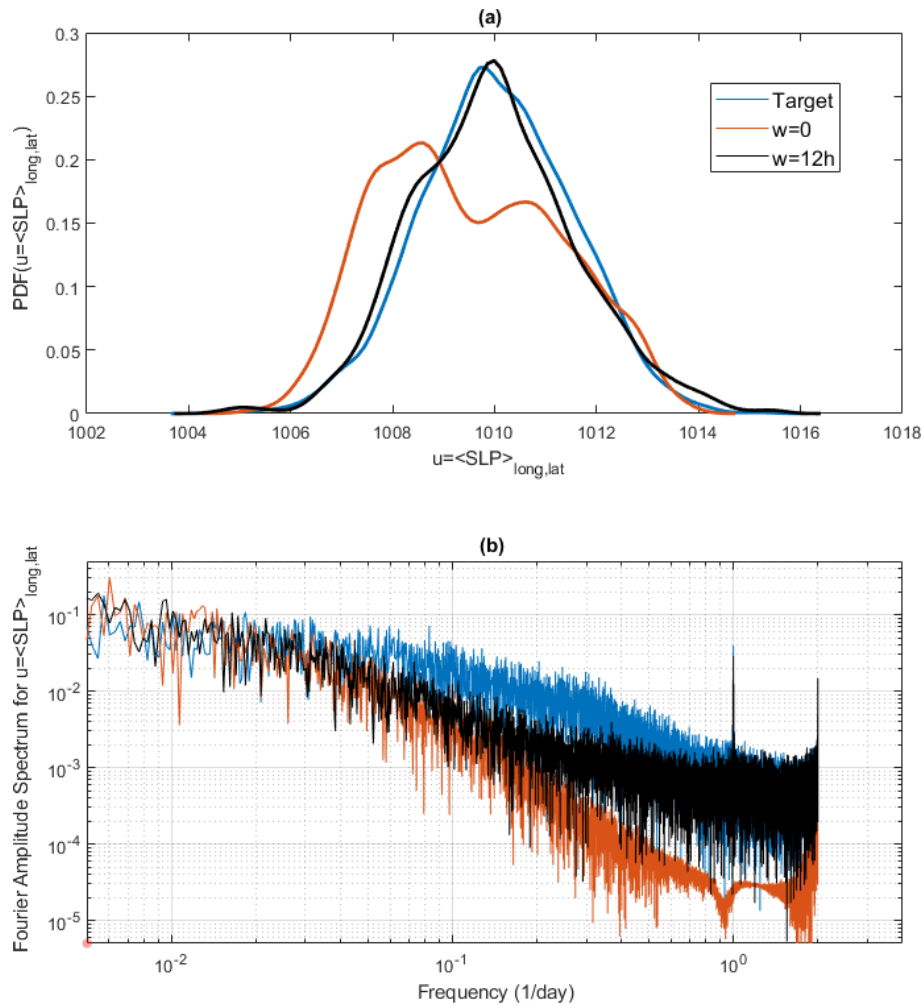 (a)
0.3
0.25
0.2
0.15
0.1
0.05
0
PDF(u=<SLP>long,lat)
Target
w=0
w=12h
1002 1004 1006 1008 1010 1012 1014 1016 1018
u=<SLP>long,lat
(b)
Fourier Amplitude Spectrum for u=<SLP>long,lat
10-1
10-2
10-3
10-4
10-5
10-2 10-1 100
Frequency (1/day)